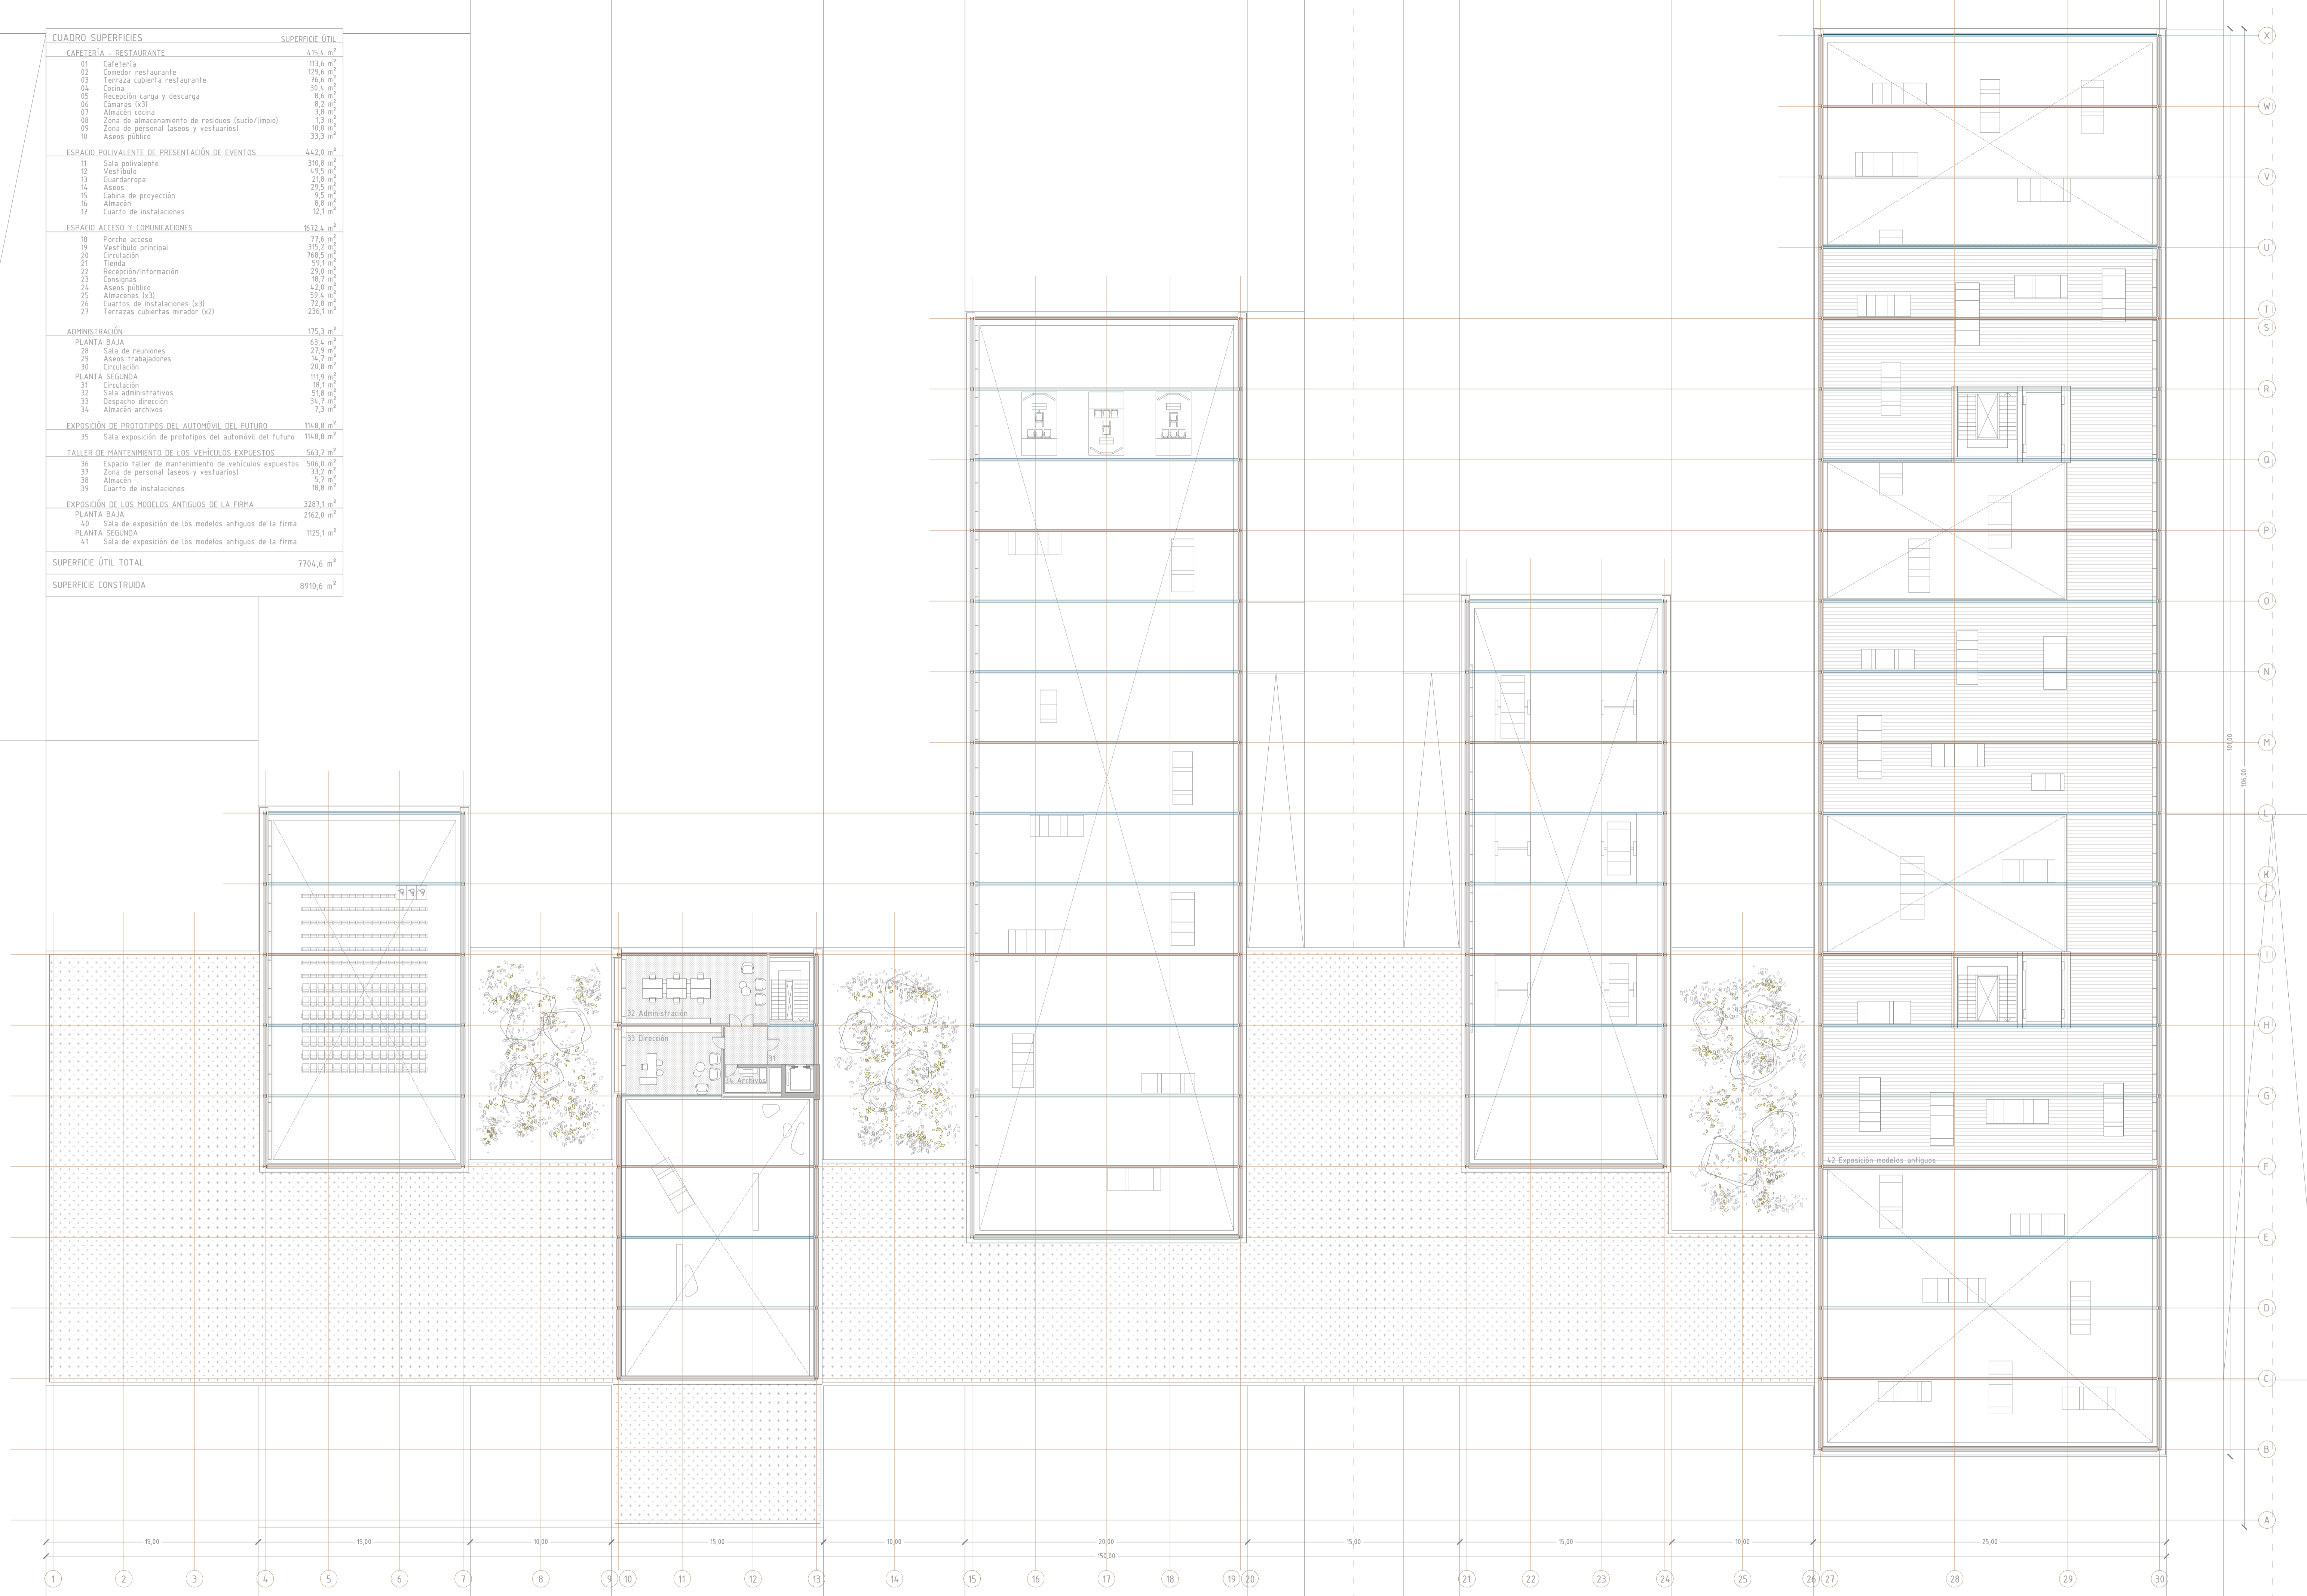 CUADRO SUPERFICIES SUPERFICIE ÚTIL
CAFETERÍA - RESTAURANTE 415,4 m²
01 Cafetería 113,6 m²
02 Comedor restaurante 129,6 m²
03 Terraza cubierta restaurante 76,6 m²
04 Cocina 30,4 m²
05 Recepción carga y descarga 8,6 m²
06 Cámaras (x3) 8,2 m²
07 Almacén cocina 3,8 m²
08 Zona de almacenamiento de residuos (sucio/limpio) 1,3 m²
09 Zona de personal (aseos y vestuarios) 10,0 m²
10 Aseos público 33,3 m²
ESPACIO POLIVALENTE DE PRESENTACIÓN DE EVENTOS 442,0 m²
11 Sala polivalente 310,8 m²
12 Vestíbulo 49,5 m²
13 Guardarropa 21,8 m²
14 Aseos 29,5 m²
15 Cabina de proyección 9,5 m²
16 Almacén 8,8 m²
17 Cuarto de instalaciones 12,1 m²
ESPACIO ACCESO Y COMUNICACIONES 1672,4 m²
18 Porche acceso 77,6 m²
19 Vestíbulo principal 315,2 m²
20 Circulación 768,5 m²
21 Tienda 59,1 m²
22 Recepción/Información 29,0 m²
23 Consignas 18,7 m²
24 Aseos público 42,0 m²
25 Almacenes (x3) 59,4 m²
26 Cuartos de instalaciones (x3) 72,8 m²
27 Terrazas cubiertas mirador (x2) 236,1 m²
ADMINISTRACIÓN 175,3 m²
PLANTA BAJA 63,4 m²
28 Sala de reuniones 27,9 m²
29 Aseos trabajadores 14,7 m²
30 Circulación 20,8 m²
PLANTA SEGUNDA 111,9 m²
31 Circulación 18,1 m²
32 Sala administrativos 51,8 m²
33 Despacho dirección 34,7 m²
34 Almacén archivos 7,3 m²
EXPOSICIÓN DE PROTOTIPOS DEL AUTOMÓVIL DEL FUTURO 1148,8 m²
35 Sala exposición de prototipos del automóvil del futuro 1148,8 m²
TALLER DE MANTENIMIENTO DE LOS VEHÍCULOS EXPUESTOS 563,7 m²
36 Espacio taller de mantenimiento de vehículos expuestos 506,0 m²
37 Zona de personal (aseos y vestuarios) 33,2 m²
38 Almacén 5,7 m²
39 Cuarto de instalaciones 18,8 m²
EXPOSICIÓN DE LOS MODELOS ANTIGUOS DE LA FIRMA 3287,1 m²
PLANTA BAJA 2162,0 m²
40 Sala de exposición de los modelos antiguos de la firma
PLANTA SEGUNDA 1125,1 m²
41 Sala de exposición de los modelos antiguos de la firma
SUPERFICIE ÚTIL TOTAL 7704,6 m²
SUPERFICIE CONSTRUIDA 8910,6 m²
X
W
V
U
T
S
R
Q
P
O
N
M
L
K
J
I
H
G
F
E
D
C
B
A
101,00
106,00
32 Administración
33 Dirección
31
34 Archivos
42 Exposición modelos antiguos
15,00 15,00 10,00 15,00 10,00 20,00 15,00 15,00 10,00 25,00
150,00
1 2 3 4 5 6 7 8 9 10 11 12 13 14 15 16 17 18 19 20 21 22 23 24 25 26 27 28 29 30